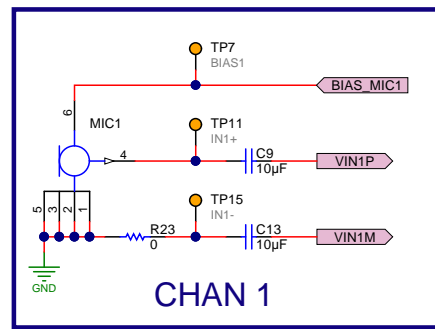 TP7
BIAS1
BIAS_MIC1
6
MIC1
TP11
IN1+
4
C9
10µF
VIN1P
TP15
IN1-
5
3
2
1
R23
0
C13
10µF
VIN1M
GND
CHAN 1